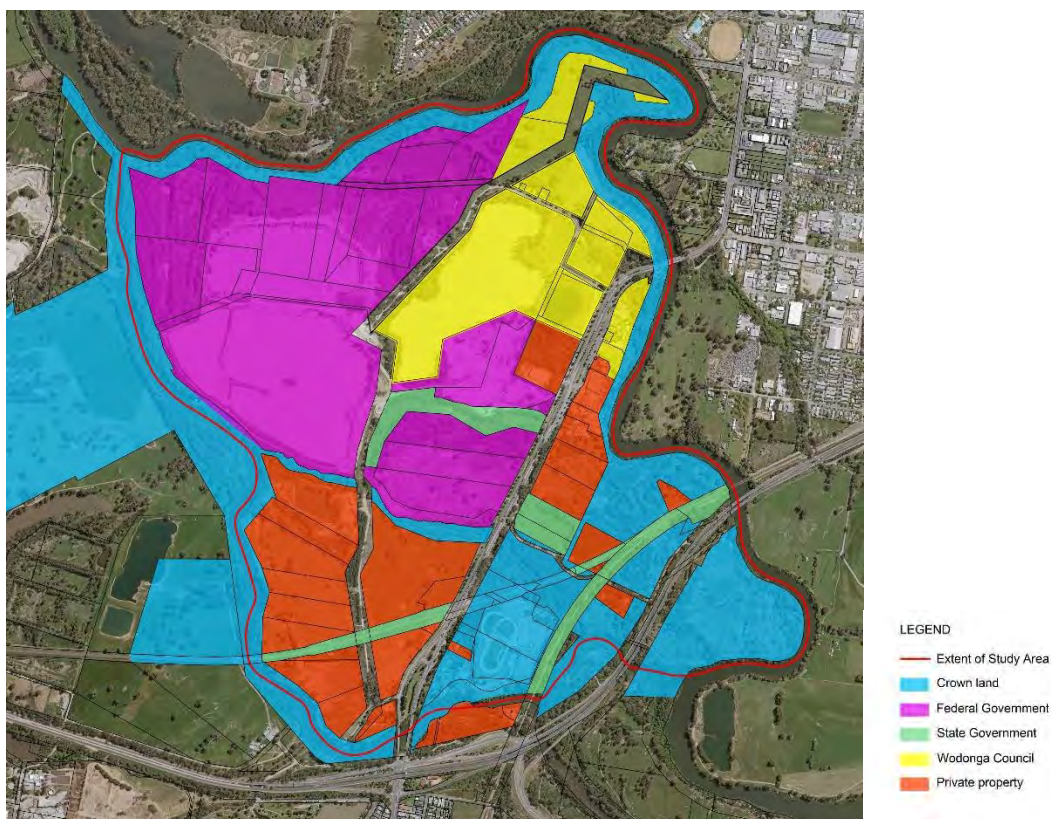 LEGEND
Extent of Study Area
Crown land
Federal Government
State Government
Wodonga Council
Private property